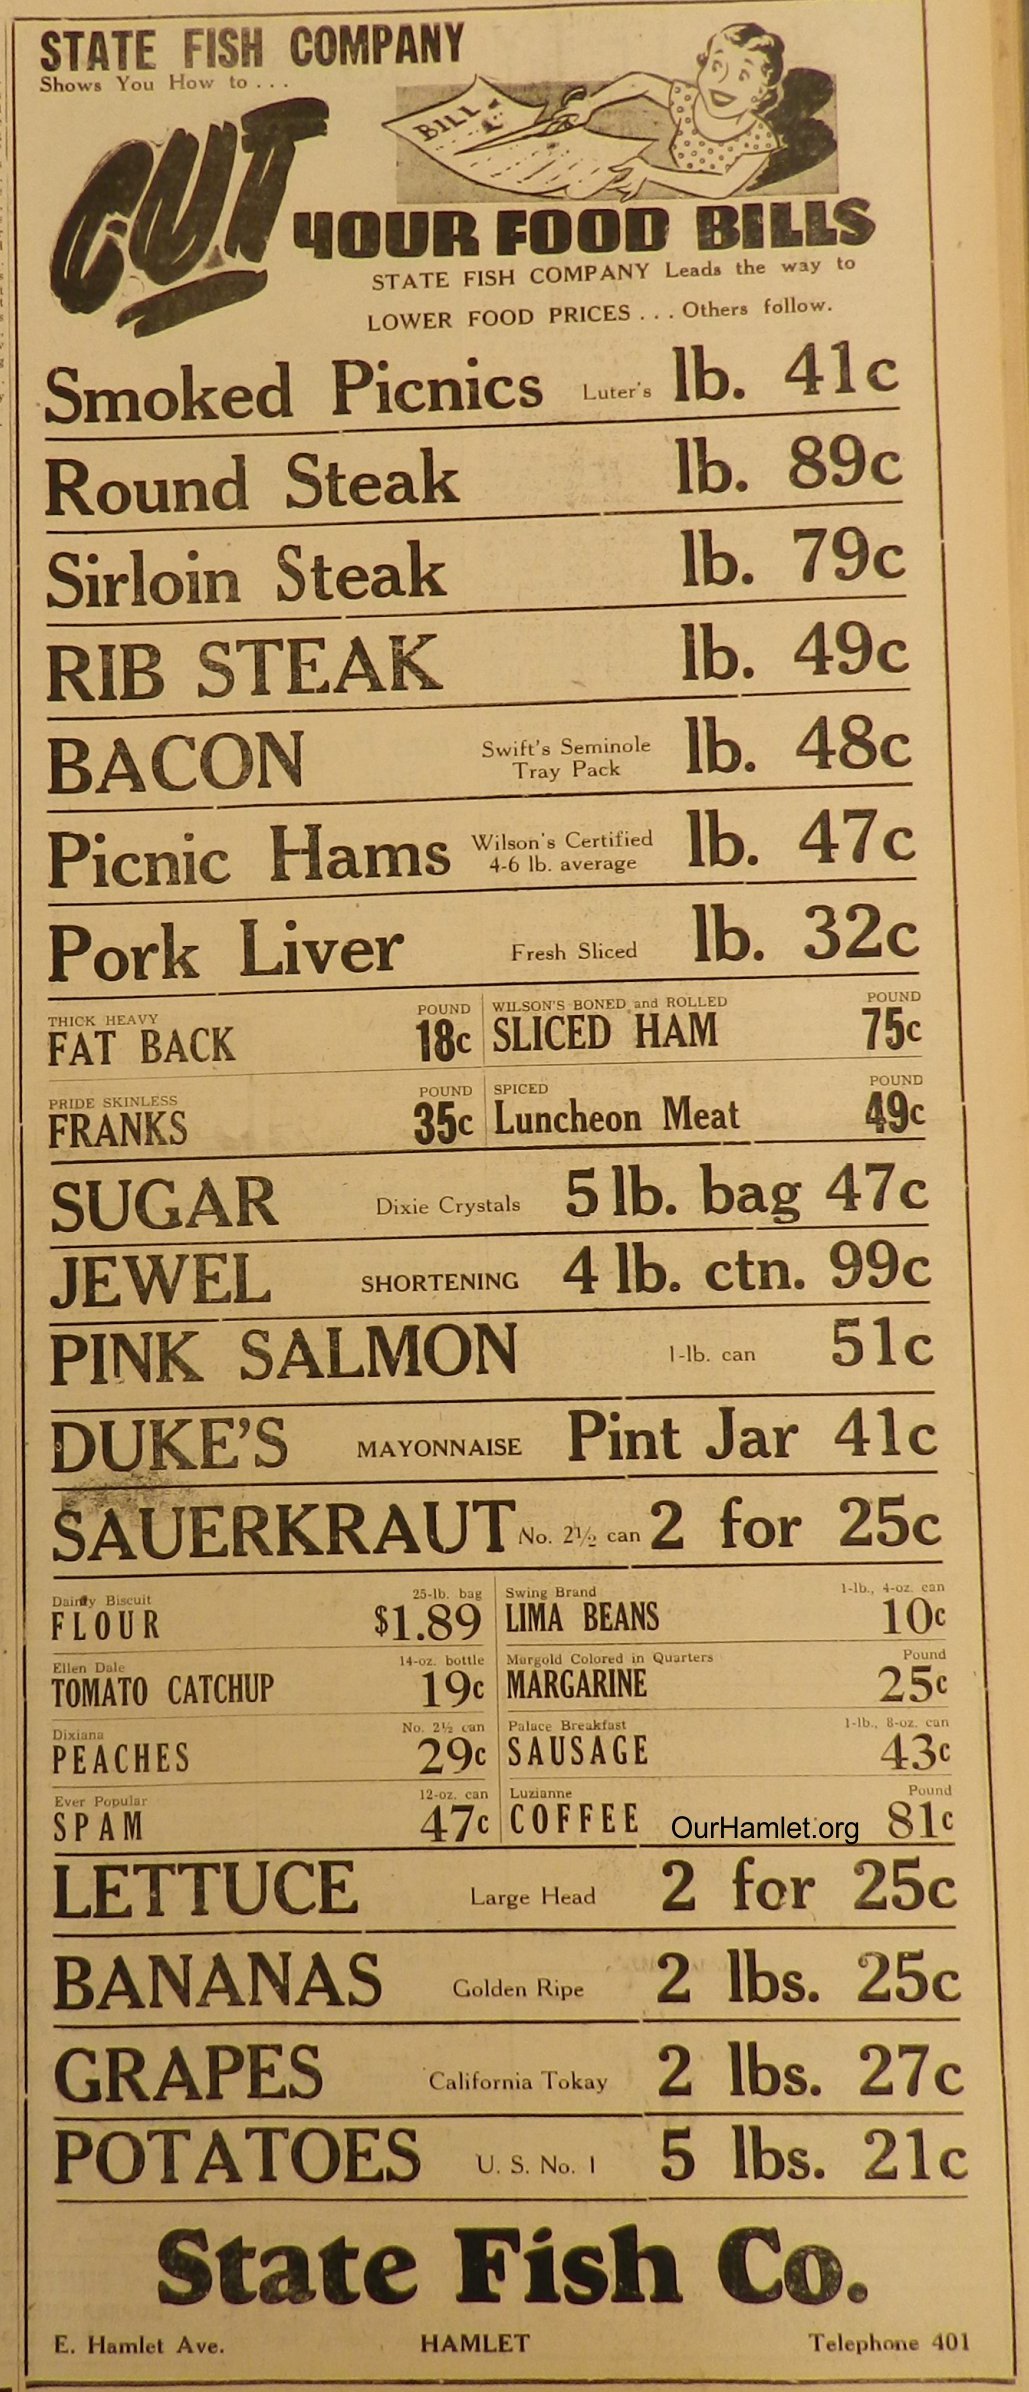 STATE FISH COMPANY
Shows You How to . . .
CUT
BILL
YOUR FOOD BILLS
STATE FISH COMPANY Leads the way to
LOWER FOOD PRICES . . . Others follow.
Smoked Picnics Luter's lb. 41c
Round Steak lb. 89c
Sirloin Steak lb. 79c
RIB STEAK lb. 49c
BACON Swift's Seminole Tray Pack lb. 48c
Picnic Hams Wilson's Certified 4-6 lb. average lb. 47c
Pork Liver Fresh Sliced lb. 32c
THICK HEAVY POUND
FAT BACK 18c
WILSON'S BONED and ROLLED POUND
SLICED HAM 75c
PRIDE SKINLESS POUND
FRANKS 35c
SPICED POUND
Luncheon Meat 49c
SUGAR Dixie Crystals 5 lb. bag 47c
JEWEL SHORTENING 4 lb. ctn. 99c
PINK SALMON 1-lb. can 51c
DUKE'S MAYONNAISE Pint Jar 41c
SAUERKRAUT No. 2½ can 2 for 25c
Dainty Biscuit 25-lb. bag
FLOUR $1.89
Swing Brand 1-lb., 4-oz. can
LIMA BEANS 10c
Ellen Dale 14-oz. bottle
TOMATO CATCHUP 19c
Margold Colored in Quarters Pound
MARGARINE 25c
Dixiana No. 2½ can
PEACHES 29c
Palace Breakfast 1-lb., 8-oz. can
SAUSAGE 43c
Ever Popular 12-oz. can
SPAM 47c
Luzianne Pound
COFFEE 81c
OurHamlet.org
LETTUCE Large Head 2 for 25c
BANANAS Golden Ripe 2 lbs. 25c
GRAPES California Tokay 2 lbs. 27c
POTATOES U. S. No. 1 5 lbs. 21c
State Fish Co.
E. Hamlet Ave. HAMLET Telephone 401